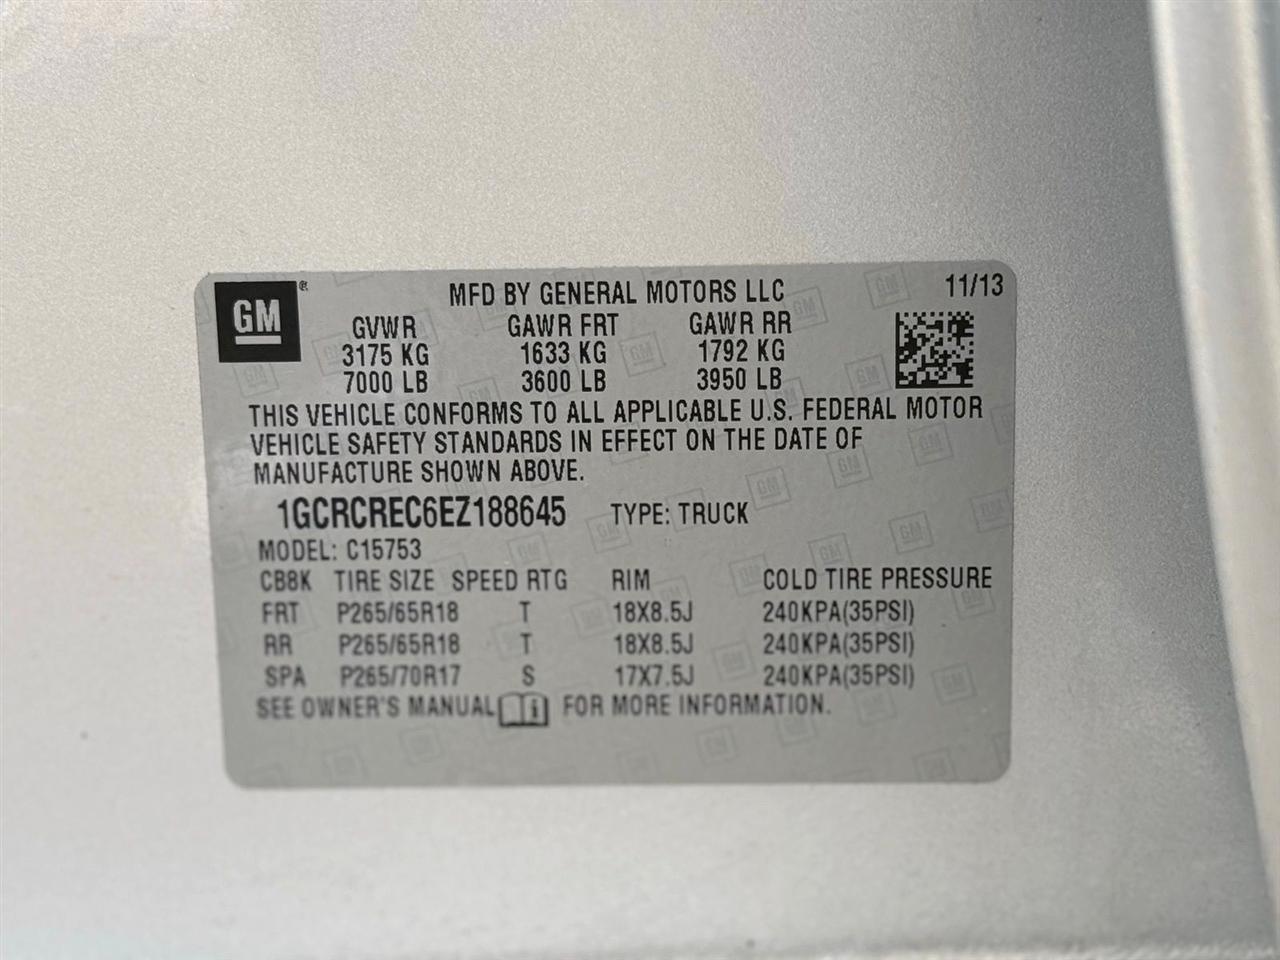 GM ®
MFD BY GENERAL MOTORS LLC 11/13
GVWR GAWR FRT GAWR RR
3175 KG 1633 KG 1792 KG
7000 LB 3600 LB 3950 LB
THIS VEHICLE CONFORMS TO ALL APPLICABLE U.S. FEDERAL MOTOR
VEHICLE SAFETY STANDARDS IN EFFECT ON THE DATE OF
MANUFACTURE SHOWN ABOVE.
1GCRCREC6EZ188645 TYPE: TRUCK
MODEL: C15753
CB8K TIRE SIZE SPEED RTG RIM COLD TIRE PRESSURE
FRT P265/65R18 T 18X8.5J 240KPA(35PSI)
RR P265/65R18 T 18X8.5J 240KPA(35PSI)
SPA P265/70R17 S 17X7.5J 240KPA(35PSI)
SEE OWNER'S MANUAL i FOR MORE INFORMATION.